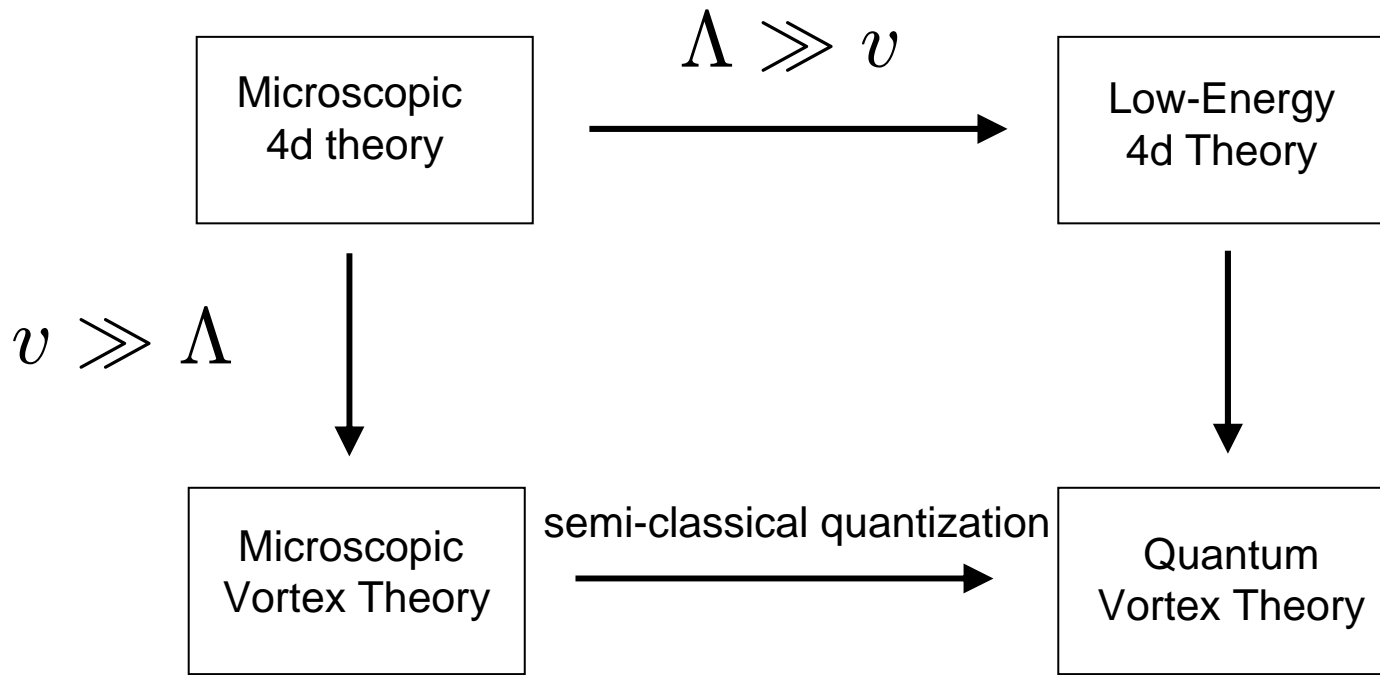 Λ ≫ v
Microscopic
4d theory
Low-Energy
4d Theory
v ≫ Λ
semi-classical quantization
Microscopic
Vortex Theory
Quantum
Vortex Theory